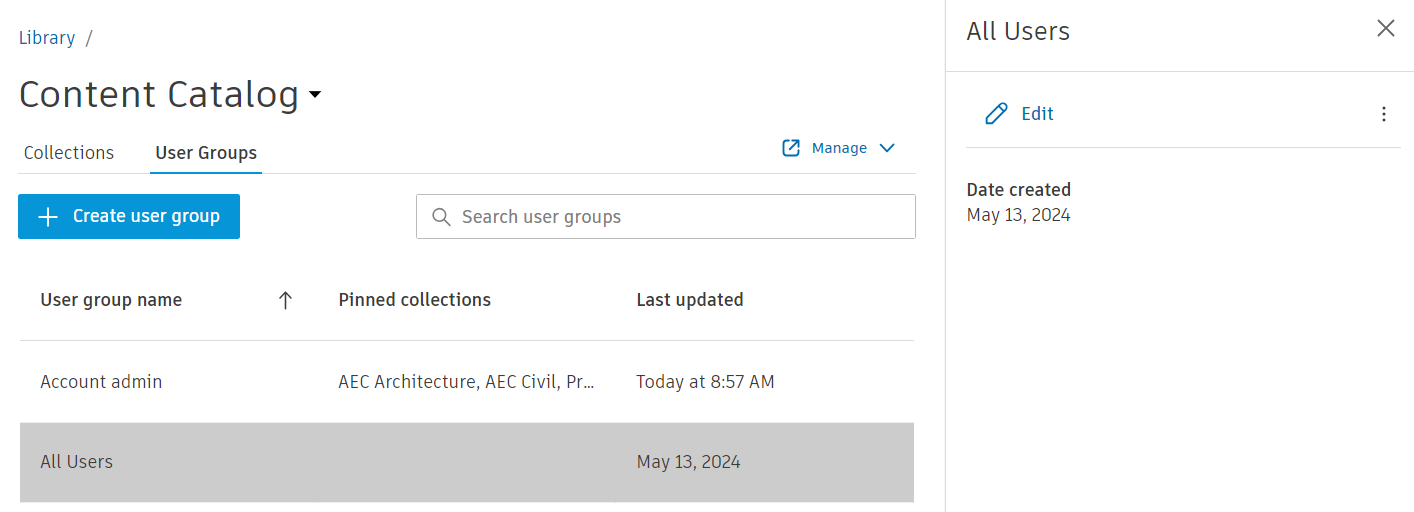 Library /
Content Catalog
Collections
User Groups
Manage
Create user group
Search user groups
User group name
Pinned collections
Last updated
Account admin
AEC Architecture, AEC Civil, Pr...
Today at 8:57 AM
All Users
May 13, 2024
All Users
Edit
Date created
May 13, 2024